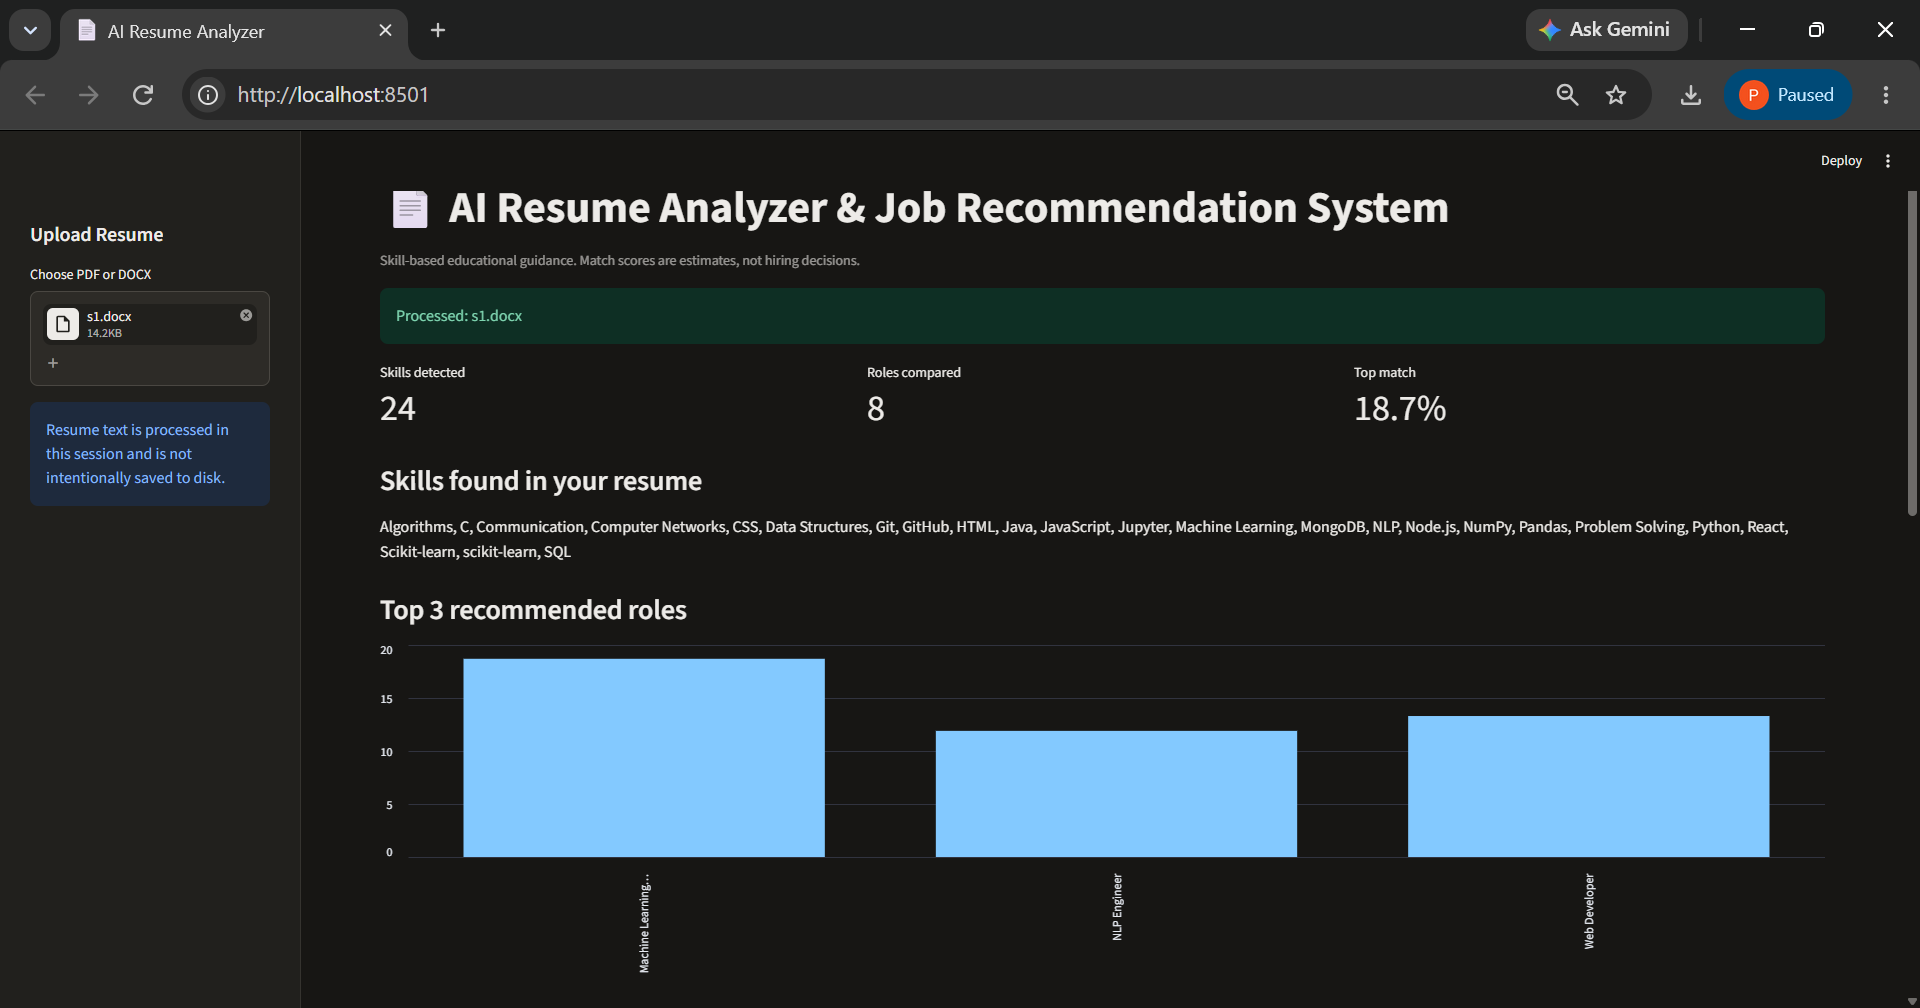 AI Resume Analyzer
Ask Gemini
http://localhost:8501
P
Paused
Deploy
Upload Resume
Choose PDF or DOCX
s1.docx
14.2KB
Resume text is processed in
this session and is not
intentionally saved to disk.
AI Resume Analyzer & Job Recommendation System
Skill-based educational guidance. Match scores are estimates, not hiring decisions.
Processed: s1.docx
Skills detected
24
Roles compared
8
Top match
18.7%
Skills found in your resume
Algorithms, C, Communication, Computer Networks, CSS, Data Structures, Git, GitHub, HTML, Java, JavaScript, Jupyter, Machine Learning, MongoDB, NLP, Node.js, NumPy, Pandas, Problem Solving, Python, React,
Scikit-learn, scikit-learn, SQL
Top 3 recommended roles
20
15
10
5
0
Machine Learning...
NLP Engineer
Web Developer